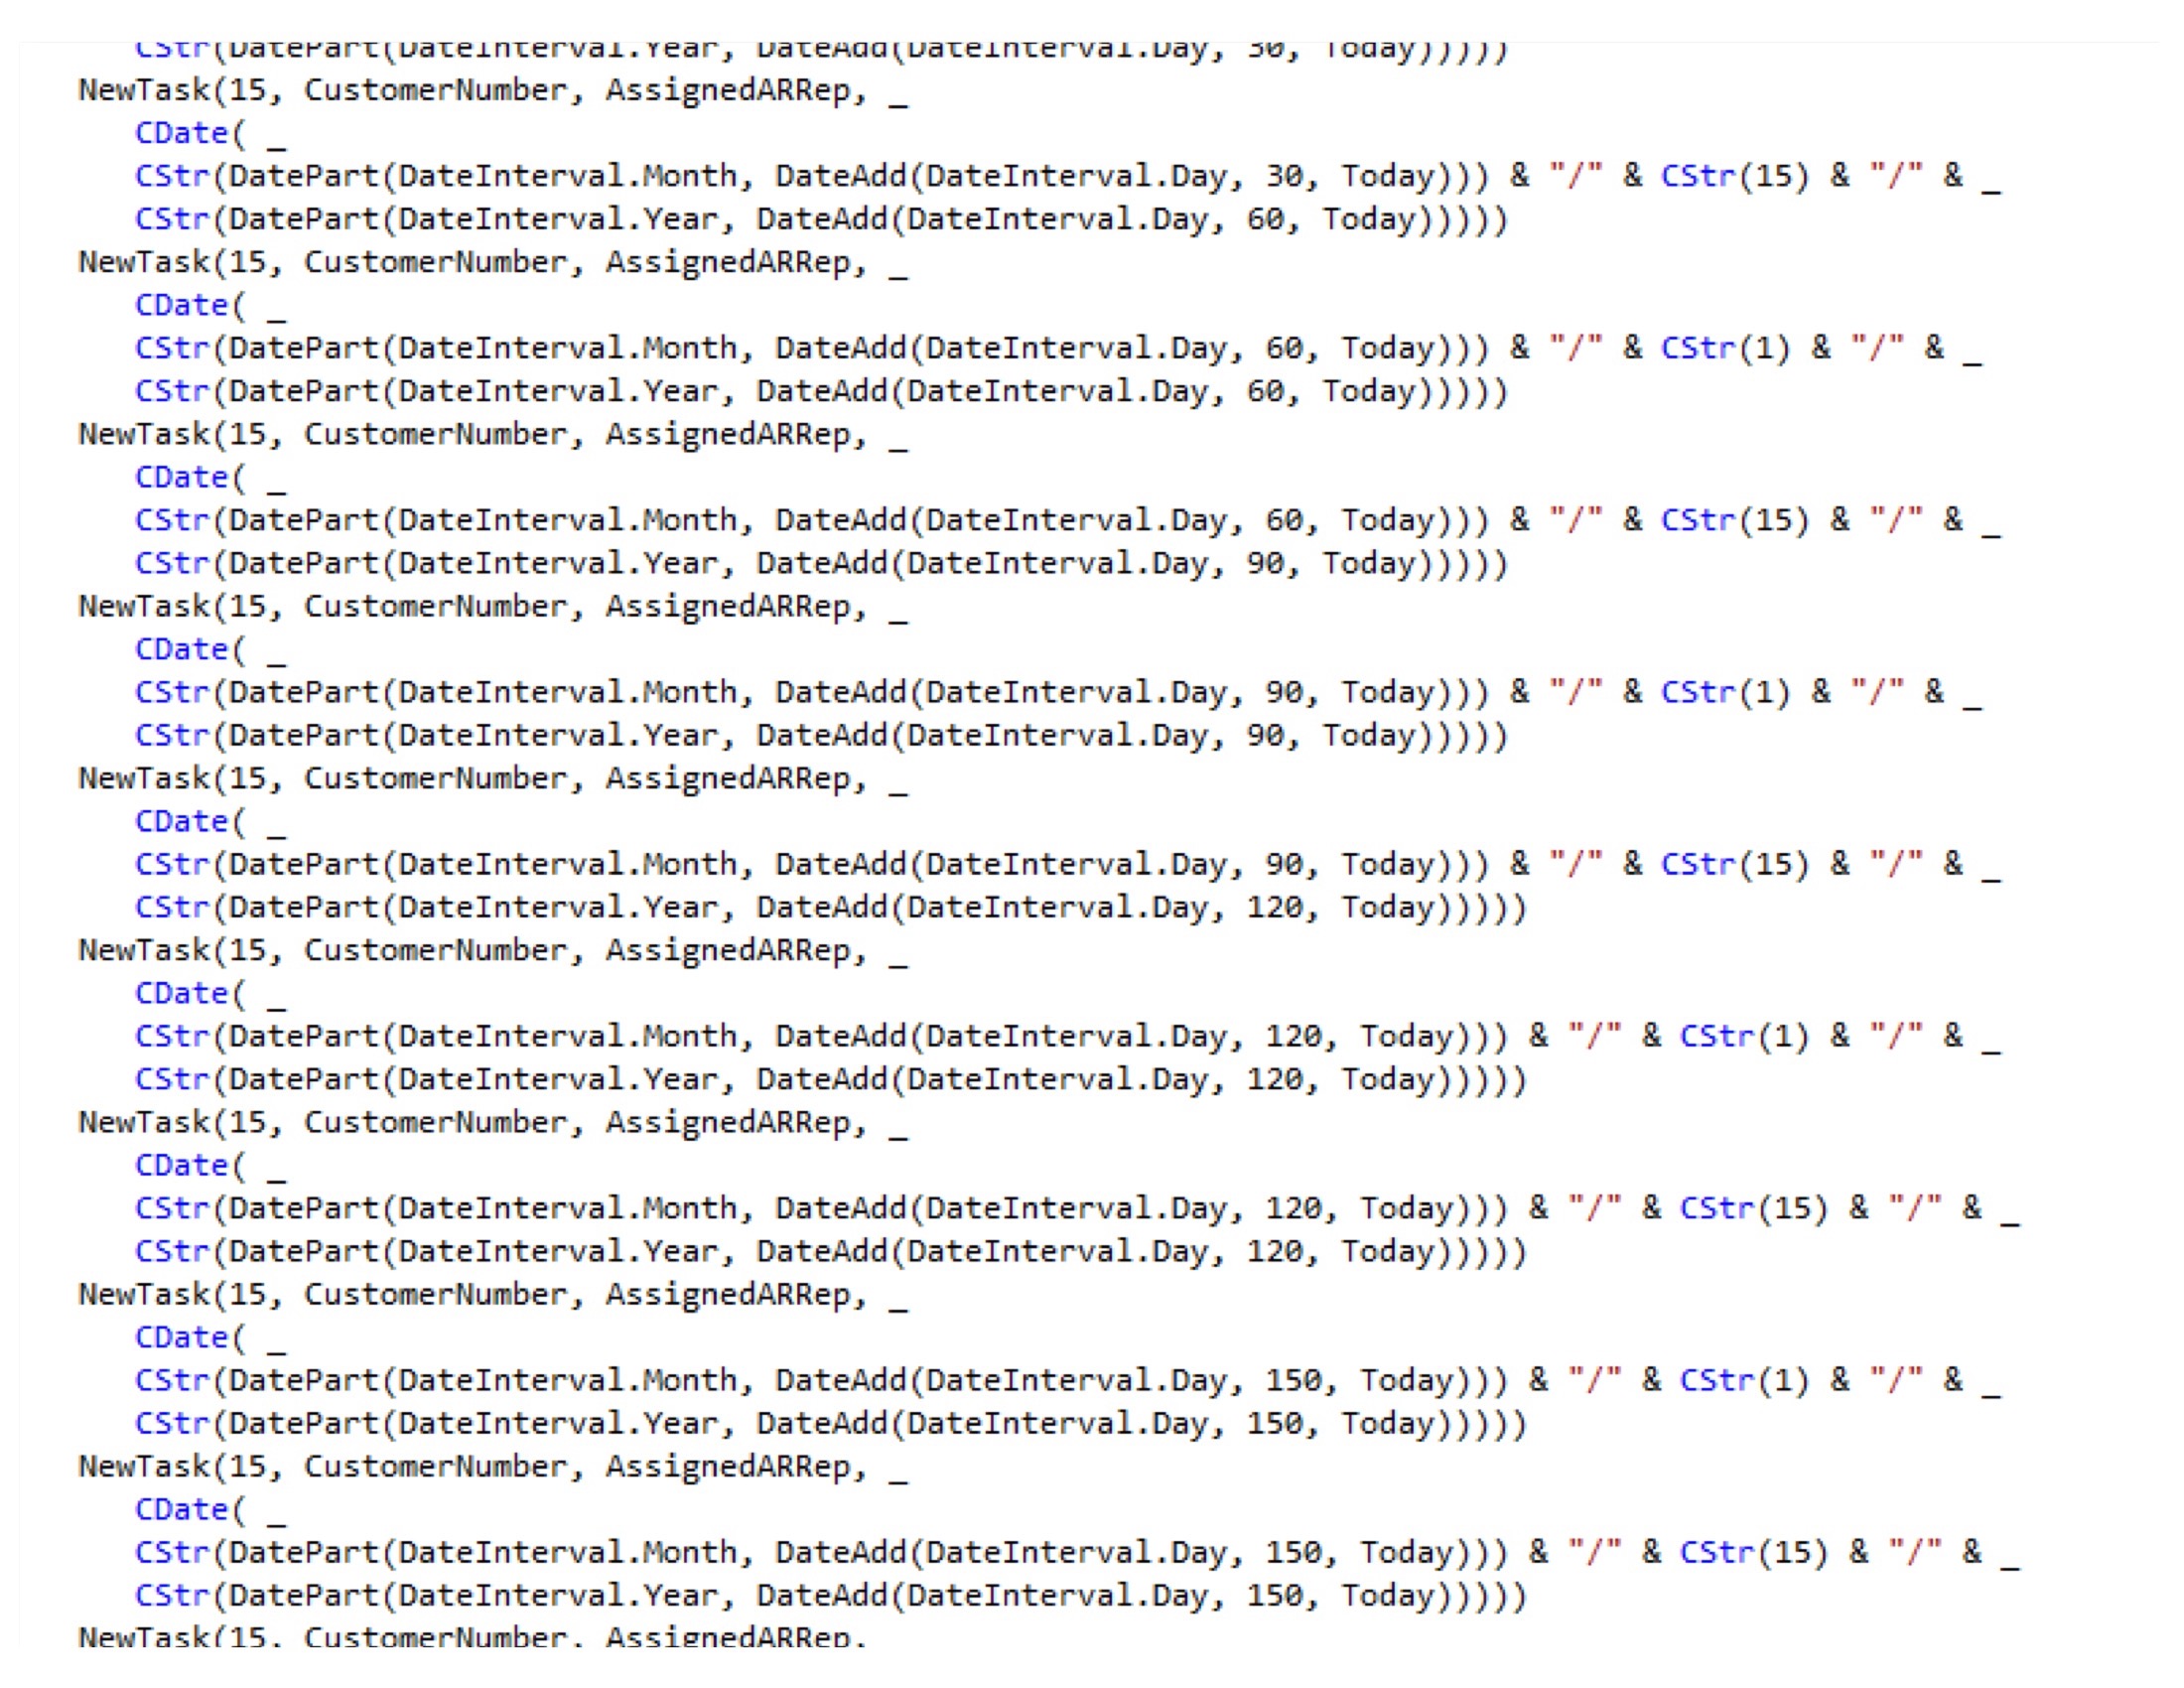 CStr(DatePart(DateInterval.Year, DateAdd(DateInterval.Day, 30, Today)))))
NewTask(15, CustomerNumber, AssignedARRep, _
CDate( _
CStr(DatePart(DateInterval.Month, DateAdd(DateInterval.Day, 30, Today))) & "/" & CStr(15) & "/" & _
CStr(DatePart(DateInterval.Year, DateAdd(DateInterval.Day, 60, Today)))))
NewTask(15, CustomerNumber, AssignedARRep, _
CDate( _
CStr(DatePart(DateInterval.Month, DateAdd(DateInterval.Day, 60, Today))) & "/" & CStr(1) & "/" & _
CStr(DatePart(DateInterval.Year, DateAdd(DateInterval.Day, 60, Today)))))
NewTask(15, CustomerNumber, AssignedARRep, _
CDate( _
CStr(DatePart(DateInterval.Month, DateAdd(DateInterval.Day, 60, Today))) & "/" & CStr(15) & "/" & _
CStr(DatePart(DateInterval.Year, DateAdd(DateInterval.Day, 90, Today)))))
NewTask(15, CustomerNumber, AssignedARRep, _
CDate( _
CStr(DatePart(DateInterval.Month, DateAdd(DateInterval.Day, 90, Today))) & "/" & CStr(1) & "/" & _
CStr(DatePart(DateInterval.Year, DateAdd(DateInterval.Day, 90, Today)))))
NewTask(15, CustomerNumber, AssignedARRep, _
CDate( _
CStr(DatePart(DateInterval.Month, DateAdd(DateInterval.Day, 90, Today))) & "/" & CStr(15) & "/" & _
CStr(DatePart(DateInterval.Year, DateAdd(DateInterval.Day, 120, Today)))))
NewTask(15, CustomerNumber, AssignedARRep, _
CDate( _
CStr(DatePart(DateInterval.Month, DateAdd(DateInterval.Day, 120, Today))) & "/" & CStr(1) & "/" & _
CStr(DatePart(DateInterval.Year, DateAdd(DateInterval.Day, 120, Today)))))
NewTask(15, CustomerNumber, AssignedARRep, _
CDate( _
CStr(DatePart(DateInterval.Month, DateAdd(DateInterval.Day, 120, Today))) & "/" & CStr(15) & "/" & _
CStr(DatePart(DateInterval.Year, DateAdd(DateInterval.Day, 120, Today)))))
NewTask(15, CustomerNumber, AssignedARRep, _
CDate( _
CStr(DatePart(DateInterval.Month, DateAdd(DateInterval.Day, 150, Today))) & "/" & CStr(1) & "/" & _
CStr(DatePart(DateInterval.Year, DateAdd(DateInterval.Day, 150, Today)))))
NewTask(15, CustomerNumber, AssignedARRep, _
CDate( _
CStr(DatePart(DateInterval.Month, DateAdd(DateInterval.Day, 150, Today))) & "/" & CStr(15) & "/" & _
CStr(DatePart(DateInterval.Year, DateAdd(DateInterval.Day, 150, Today)))))
NewTask(15, CustomerNumber, AssignedARRep,